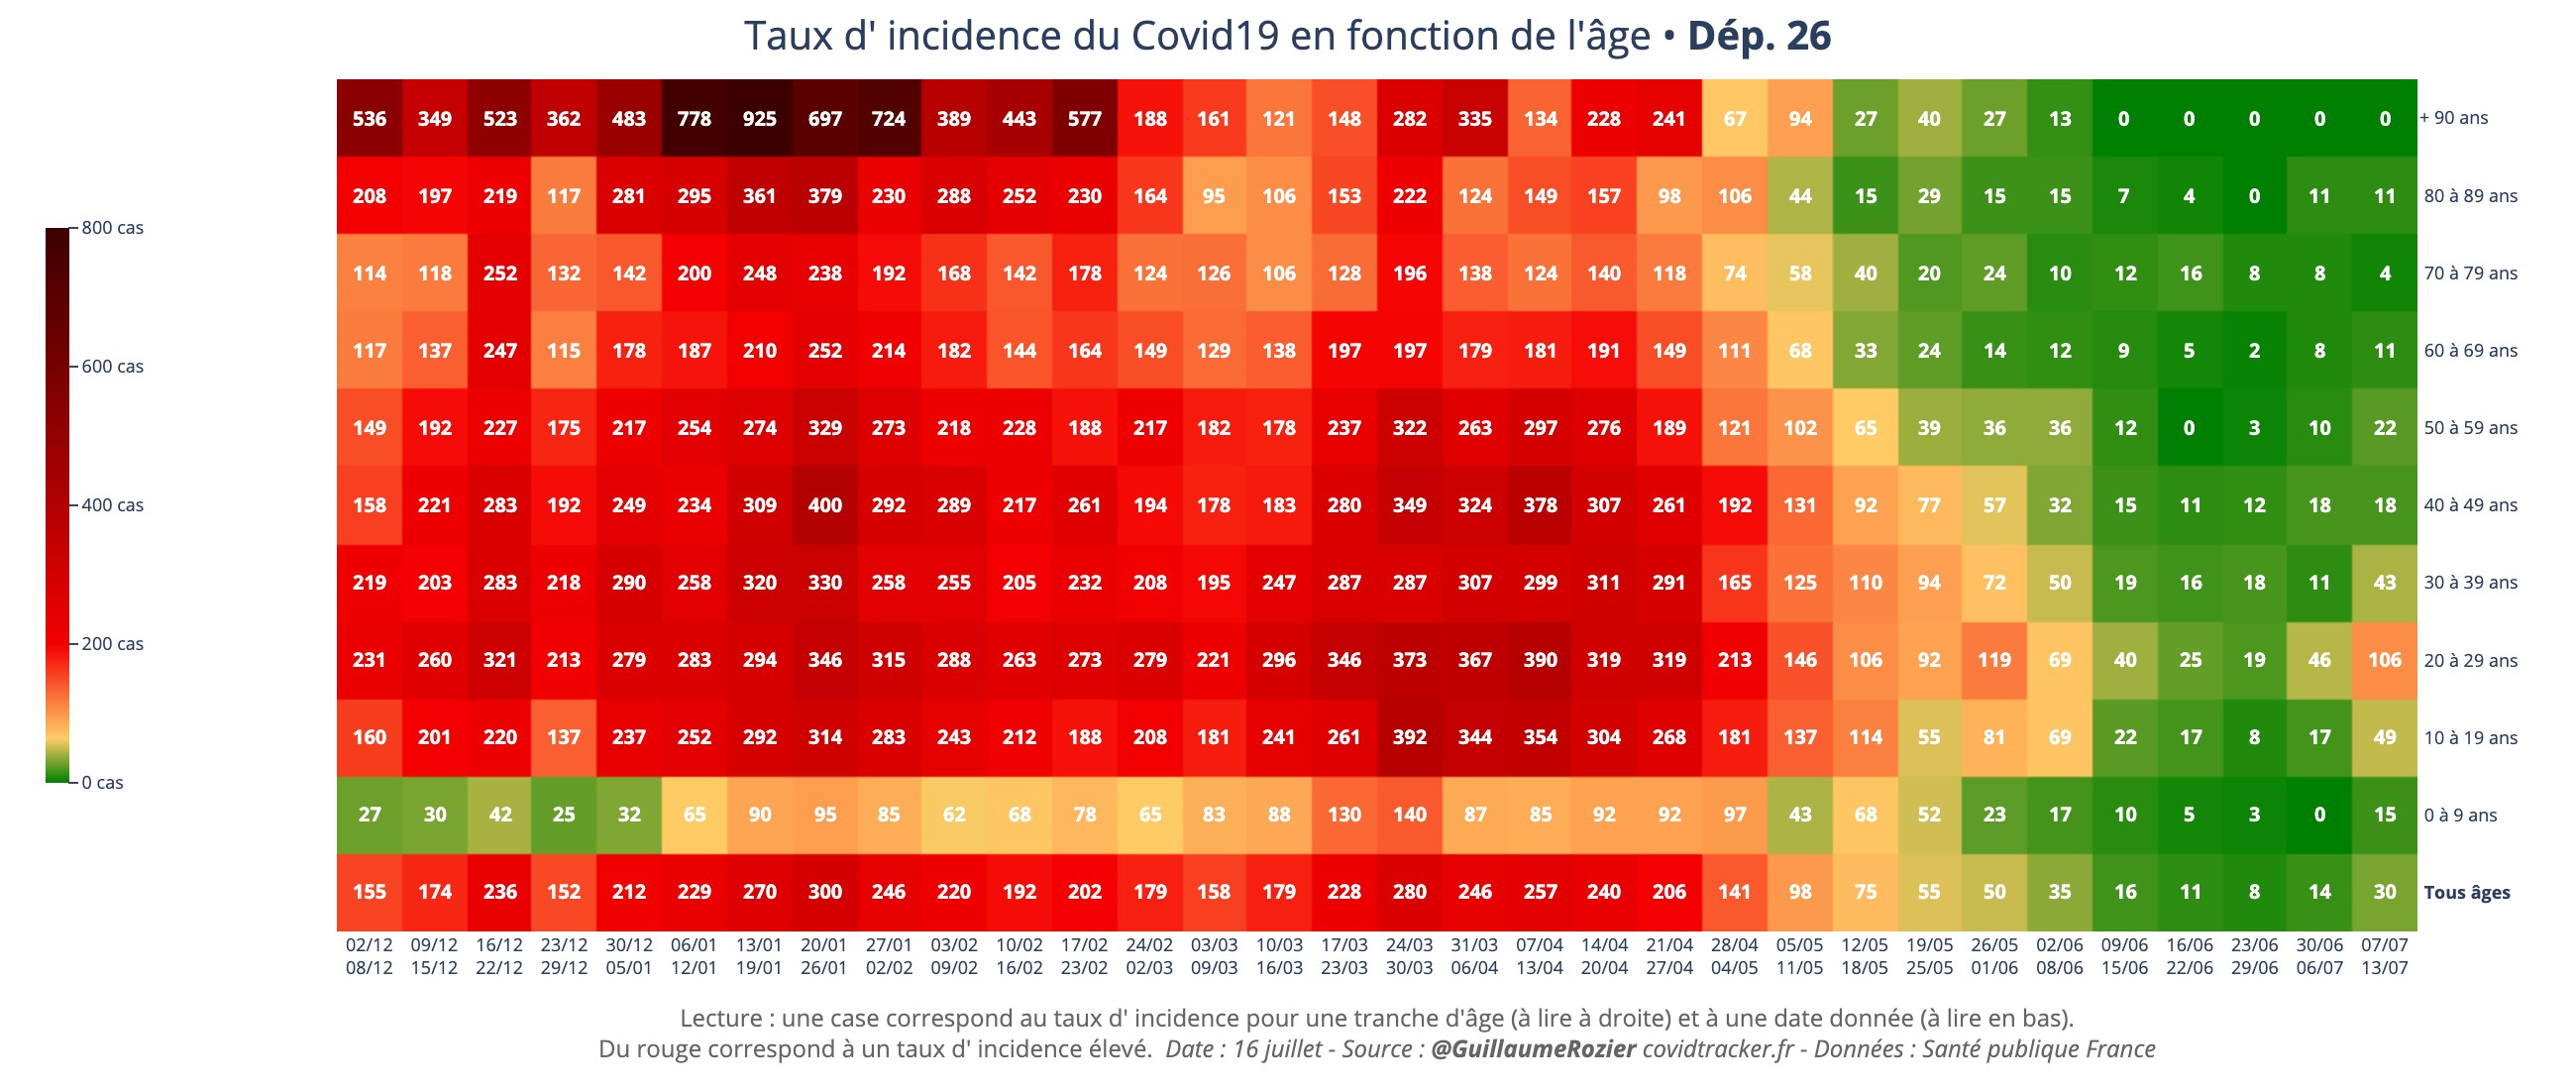 Taux d' incidence du Covid19 en fonction de l'âge • Dép. 26
800 cas
600 cas
400 cas
200 cas
0 cas
536 349 523 362 483 778 925 697 724 389 443 577 188 161 121 148 282 335 134 228 241 67 94 27 40 27 13 0 0 0 0 0 + 90 ans
208 197 219 117 281 295 361 379 230 288 252 230 164 95 106 153 222 124 149 157 98 106 44 15 29 15 15 7 4 0 11 11 80 à 89 ans
114 118 252 132 142 200 248 238 192 168 142 178 124 126 106 128 196 138 124 140 118 74 58 40 20 24 10 12 16 8 8 4 70 à 79 ans
117 137 247 115 178 187 210 252 214 182 144 164 149 129 138 197 197 179 181 191 149 111 68 33 24 14 12 9 5 2 8 11 60 à 69 ans
149 192 227 175 217 254 274 329 273 218 228 188 217 182 178 237 322 263 297 276 189 121 102 65 39 36 36 12 0 3 10 22 50 à 59 ans
158 221 283 192 249 234 309 400 292 289 217 261 194 178 183 280 349 324 378 307 261 192 131 92 77 57 32 15 11 12 18 18 40 à 49 ans
219 203 283 218 290 258 320 330 258 255 205 232 208 195 247 287 287 307 299 311 291 165 125 110 94 72 50 19 16 18 11 43 30 à 39 ans
231 260 321 213 279 283 294 346 315 288 263 273 279 221 296 346 373 367 390 319 319 213 146 106 92 119 69 40 25 19 46 106 20 à 29 ans
160 201 220 137 237 252 292 314 283 243 212 188 208 181 241 261 392 344 354 304 268 181 137 114 55 81 69 22 17 8 17 49 10 à 19 ans
27 30 42 25 32 65 90 95 85 62 68 78 65 83 88 130 140 87 85 92 92 97 43 68 52 23 17 10 5 3 0 15 0 à 9 ans
155 174 236 152 212 229 270 300 246 220 192 202 179 158 179 228 280 246 257 240 206 141 98 75 55 50 35 16 11 8 14 30 Tous âges
02/12 09/12 16/12 23/12 30/12 06/01 13/01 20/01 27/01 03/02 10/02 17/02 24/02 03/03 10/03 17/03 24/03 31/03 07/04 14/04 21/04 28/04 05/05 12/05 19/05 26/05 02/06 09/06 16/06 23/06 30/06 07/07
08/12 15/12 22/12 29/12 05/01 12/01 19/01 26/01 02/02 09/02 16/02 23/02 02/03 09/03 16/03 23/03 30/03 06/04 13/04 20/04 27/04 04/05 11/05 18/05 25/05 01/06 08/06 15/06 22/06 29/06 06/07 13/07
Lecture : une case correspond au taux d' incidence pour une tranche d'âge (à lire à droite) et à une date donnée (à lire en bas).
Du rouge correspond à un taux d' incidence élevé. Date : 16 juillet - Source : @GuillaumeRozier covidtracker.fr - Données : Santé publique France